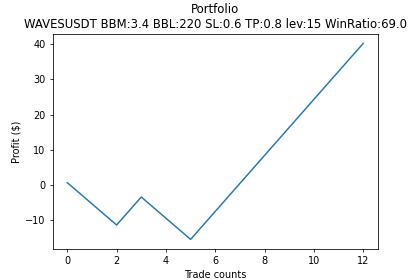 Portfolio
WAVESUSDT BBM:3.4 BBL:220 SL:0.6 TP:0.8 lev:15 WinRatio:69.0
40
30
20
10
0
−10
Profit ($)
0 2 4 6 8 10 12
Trade counts